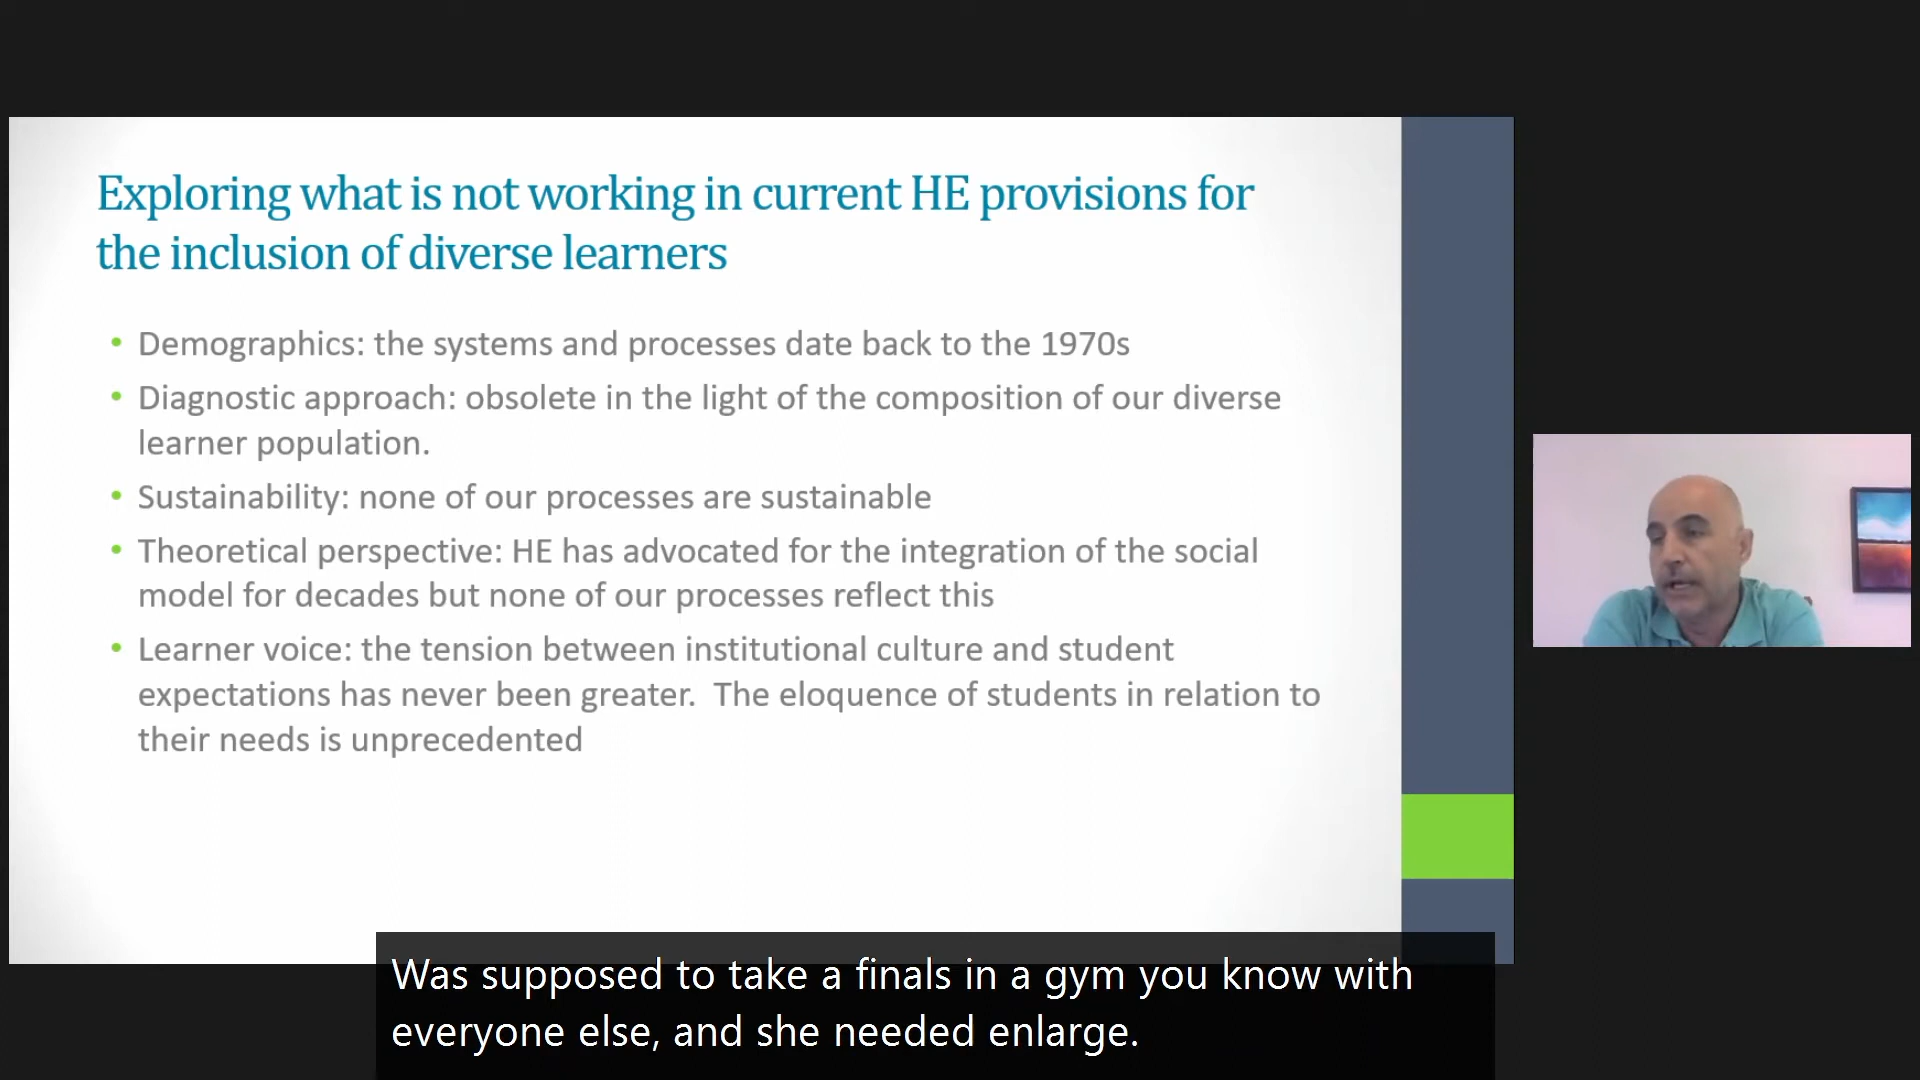 Exploring what is not working in current HE provisions for
the inclusion of diverse learners
• Demographics: the systems and processes date back to the 1970s
• Diagnostic approach: obsolete in the light of the composition of our diverse
learner population.
• Sustainability: none of our processes are sustainable
• Theoretical perspective: HE has advocated for the integration of the social
model for decades but none of our processes reflect this
• Learner voice: the tension between institutional culture and student
expectations has never been greater.  The eloquence of students in relation to
their needs is unprecedented
Was supposed to take a finals in a gym you know with
everyone else, and she needed enlarge.